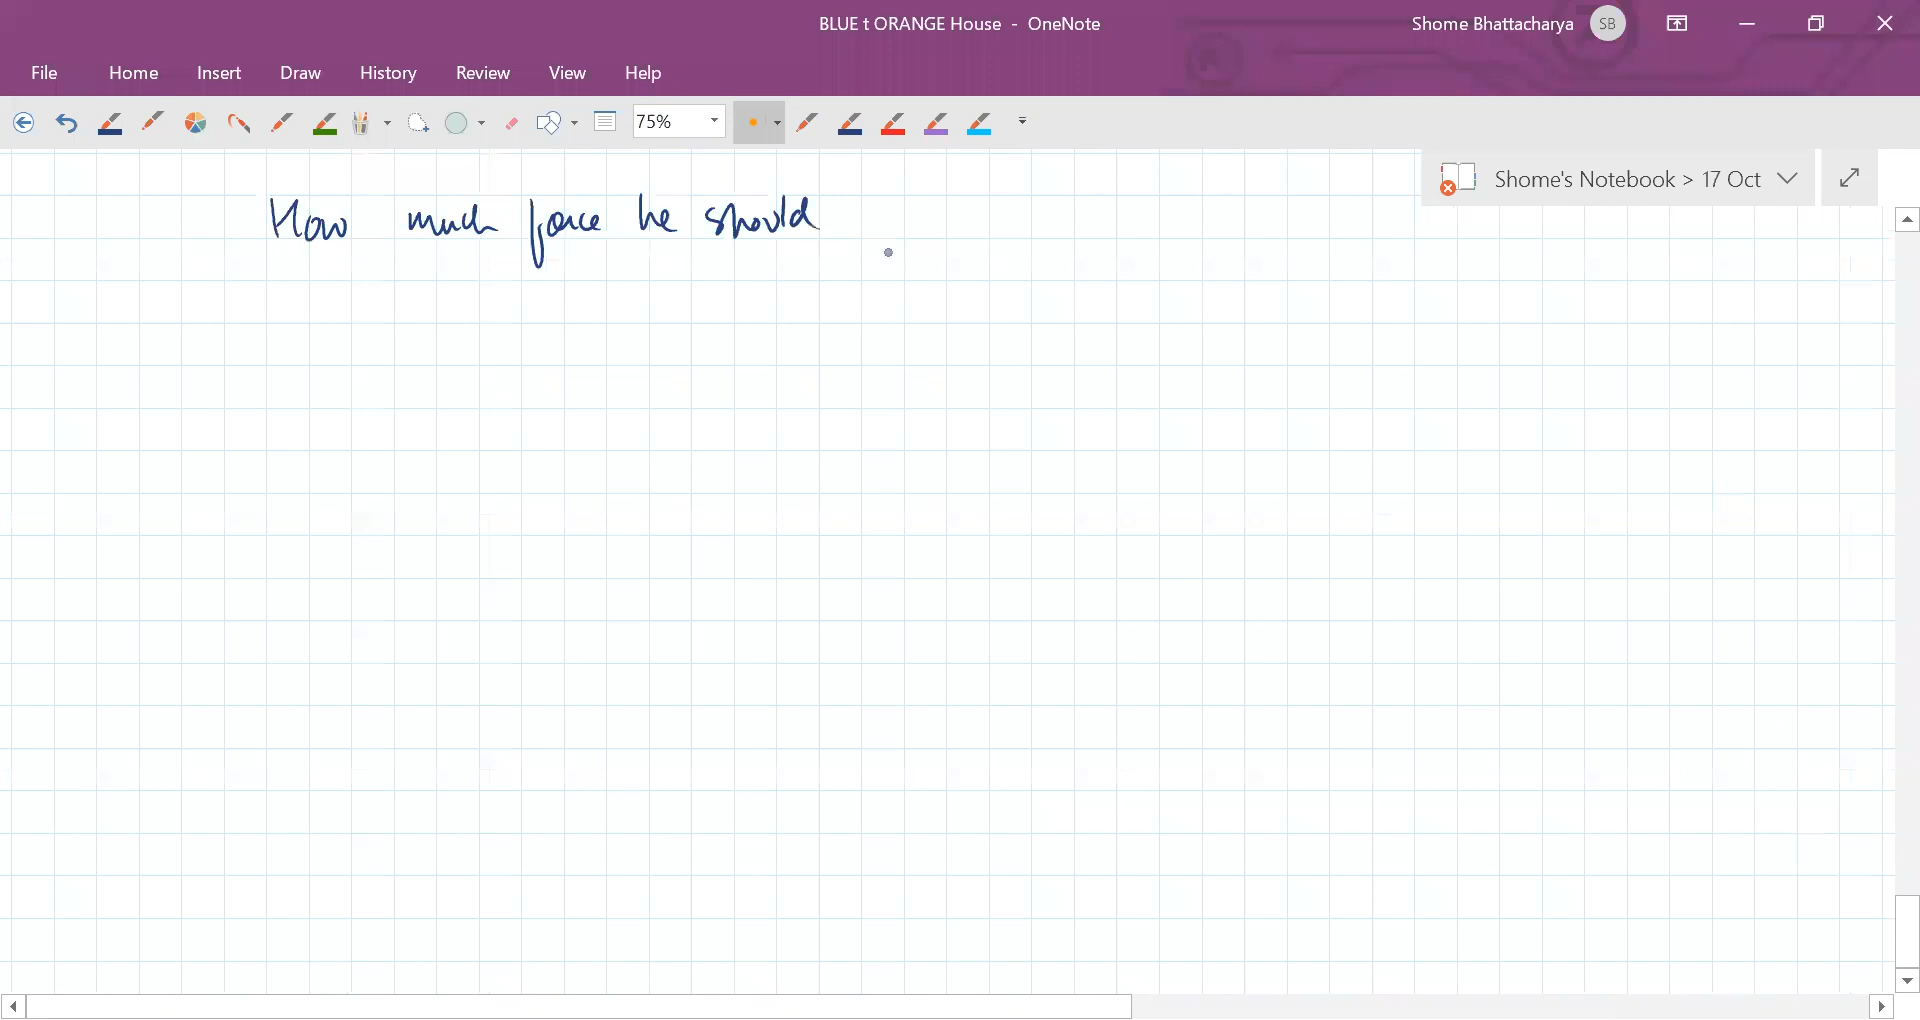 BLUE t ORANGE House - OneNote
Shome Bhattacharya SB
File Home Insert Draw History Review View Help
75%
Shome's Notebook > 17 Oct
How much force he should